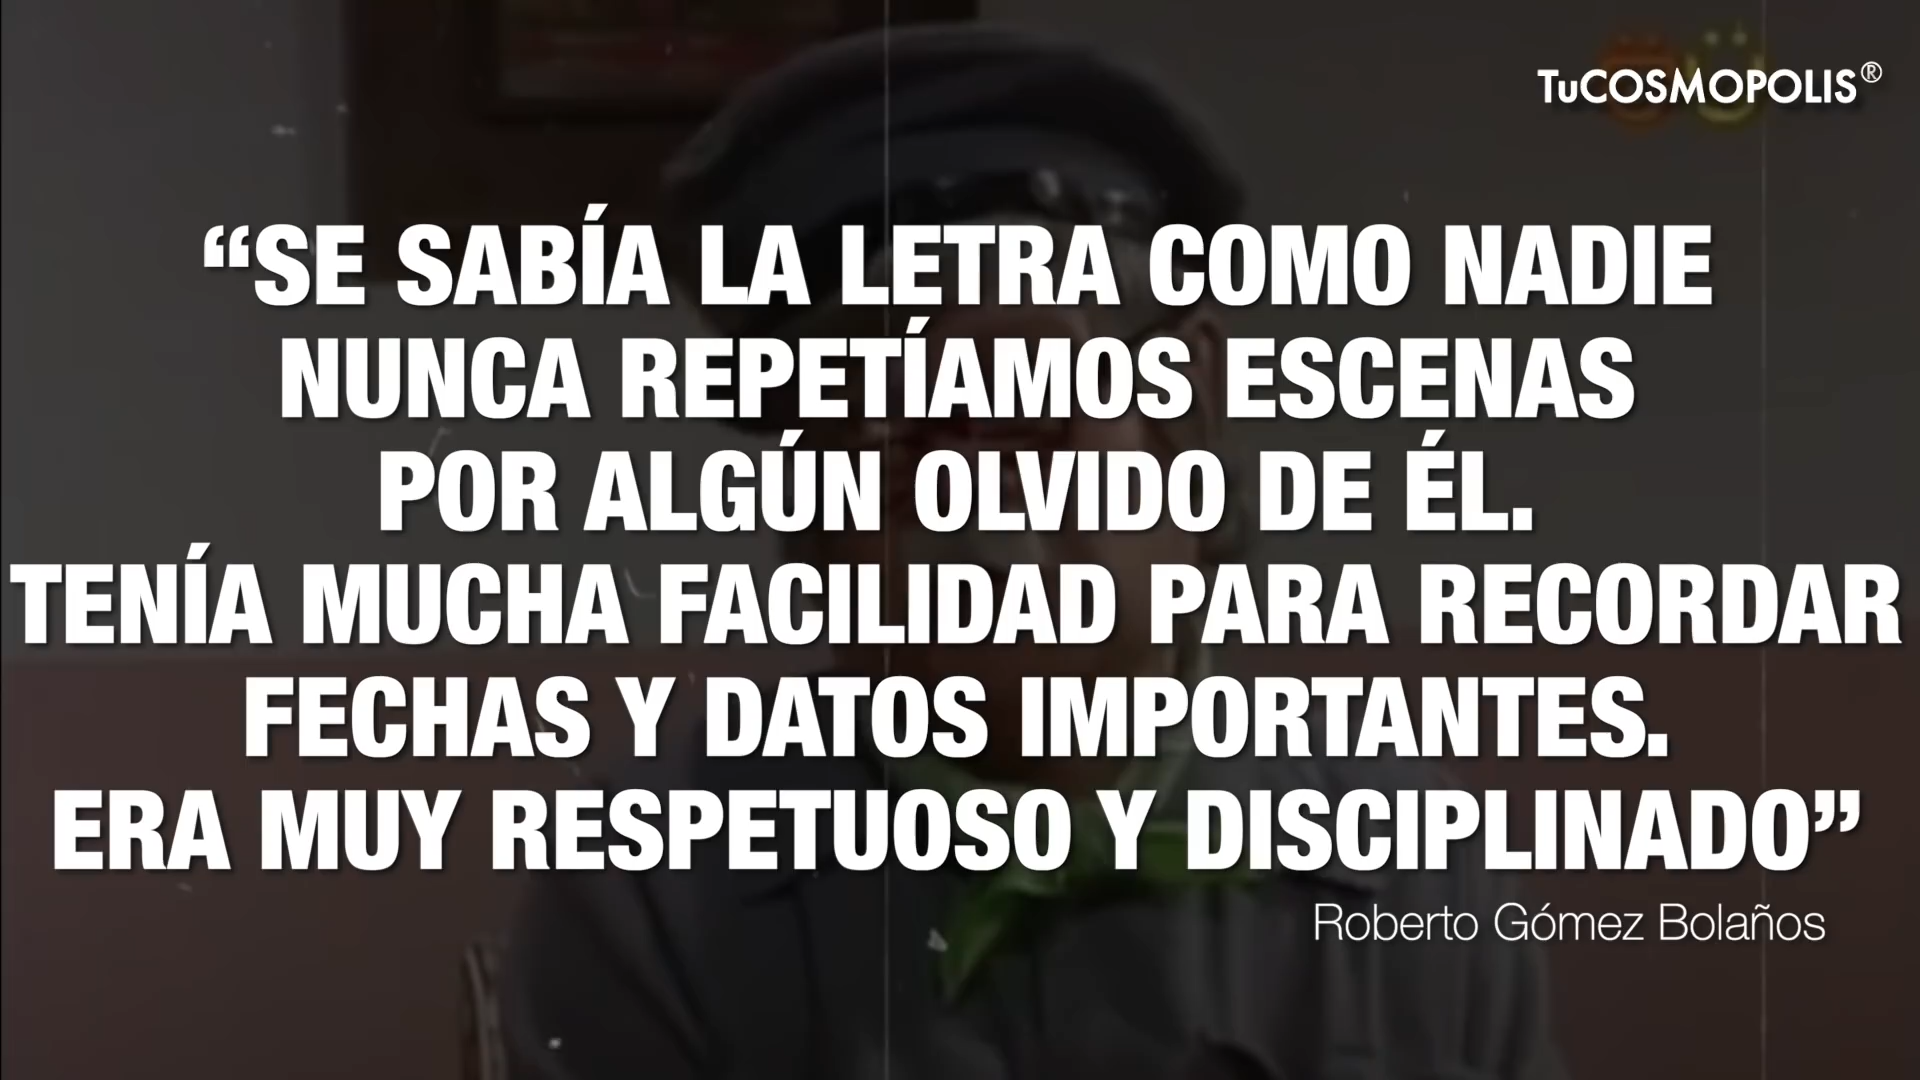 TuCOSMOPOLIS®
“SE SABÍA LA LETRA COMO NADIE
NUNCA REPETÍAMOS ESCENAS
POR ALGÚN OLVIDO DE ÉL.
TENÍA MUCHA FACILIDAD PARA RECORDAR
FECHAS Y DATOS IMPORTANTES.
ERA MUY RESPETUOSO Y DISCIPLINADO”
Roberto Gómez Bolaños